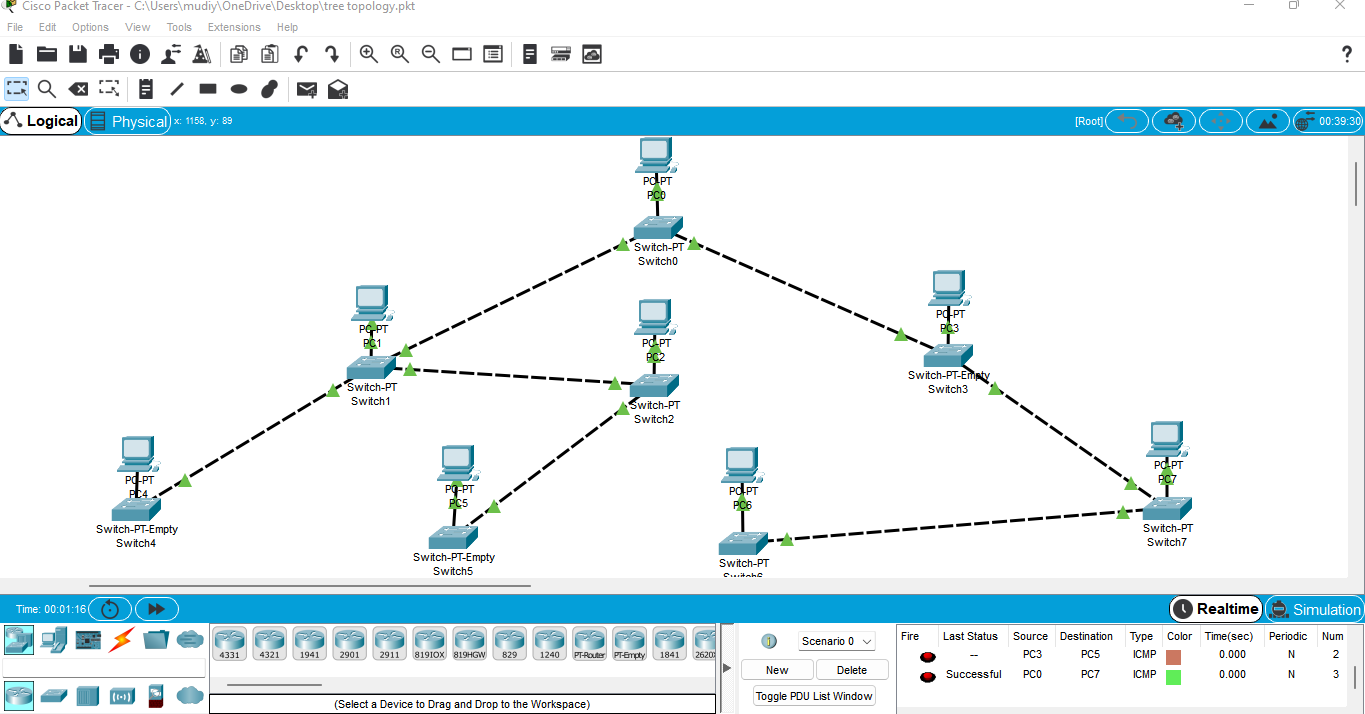 Cisco Packet Tracer - C:\Users\mudiy\OneDrive\Desktop\tree topology.pkt
File Edit Options View Tools Extensions Help
?
Logical Physical x: 1158, y: 89 [Root] 00:39:30
PC-PT
PC0
Switch-PT
Switch0
PC-PT
PC3
Switch-PT-Empty
Switch3
PC-PT
PC1
Switch-PT
Switch1
PC-PT
PC2
Switch-PT
Switch2
PC-PT
PC4
Switch-PT-Empty
Switch4
PC-PT
PC5
Switch-PT-Empty
Switch5
PC-PT
PC6
Switch-PT
Switch6
PC-PT
PC7
Switch-PT
Switch7
Time: 00:01:16 Realtime Simulation
4331 4321 1941 2901 2911 819IOX 819HGW 829 1240 PT-Router PT-Empty 1841 2620X
(Select a Device to Drag and Drop to the Workspace)
Scenario 0
New Delete
Toggle PDU List Window
Fire Last Status Source Destination Type Color Time(sec) Periodic Num
-- PC3 PC5 ICMP 0.000 N 2
Successful PC0 PC7 ICMP 0.000 N 3